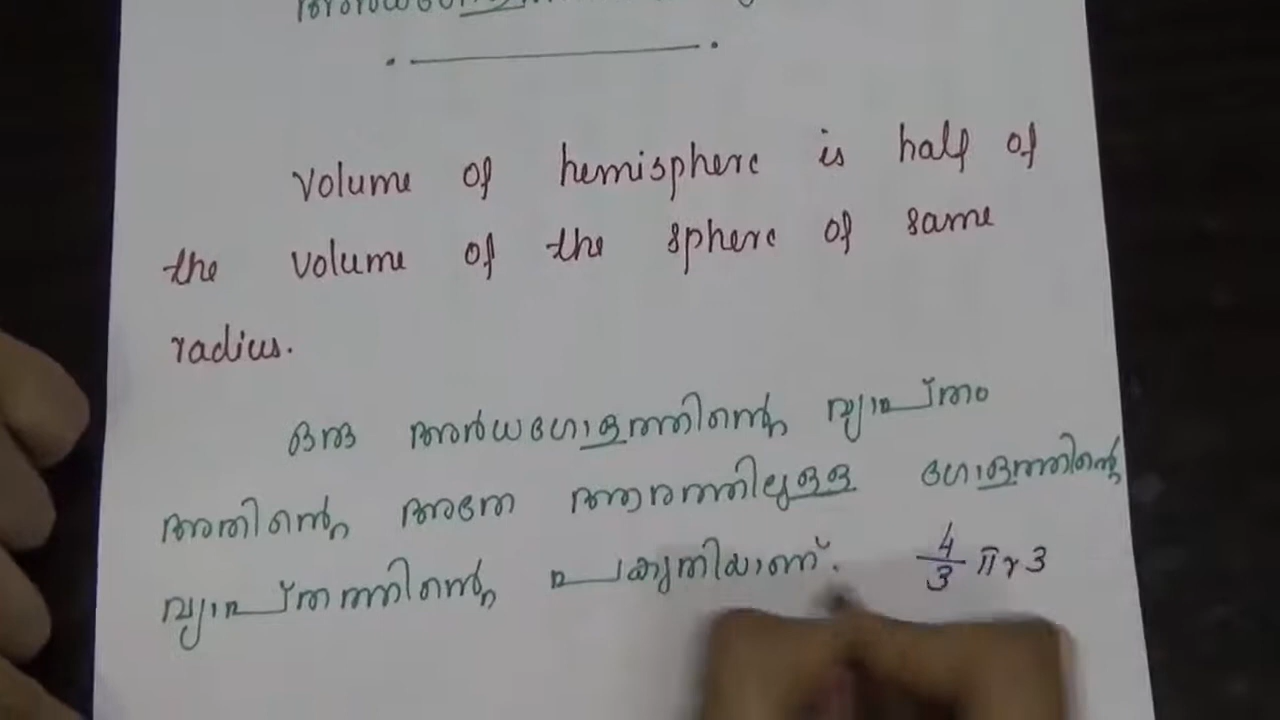 Volume of hemisphere is half of
the volume of the sphere of same
radius.
ഒരു അർധഗോളത്തിന്റെ വ്യാപ്തം
അതിന്റെ അതേ ആരത്തിലുള്ള ഗോളത്തിന്റെ
വ്യാപ്തത്തിന്റെ പകുതിയാണ്. 4/3 πr3